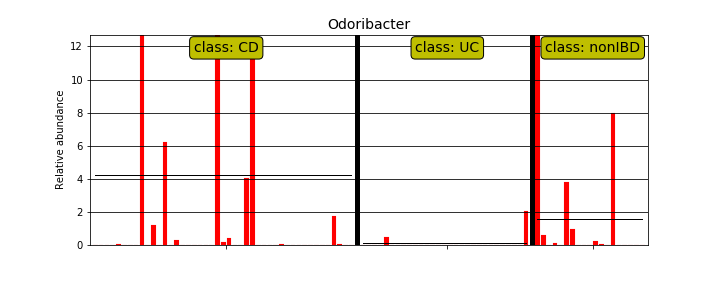 Odoribacter
class: CD
class: UC
class: nonIBD
Relative abundance
12
10
8
6
4
2
0